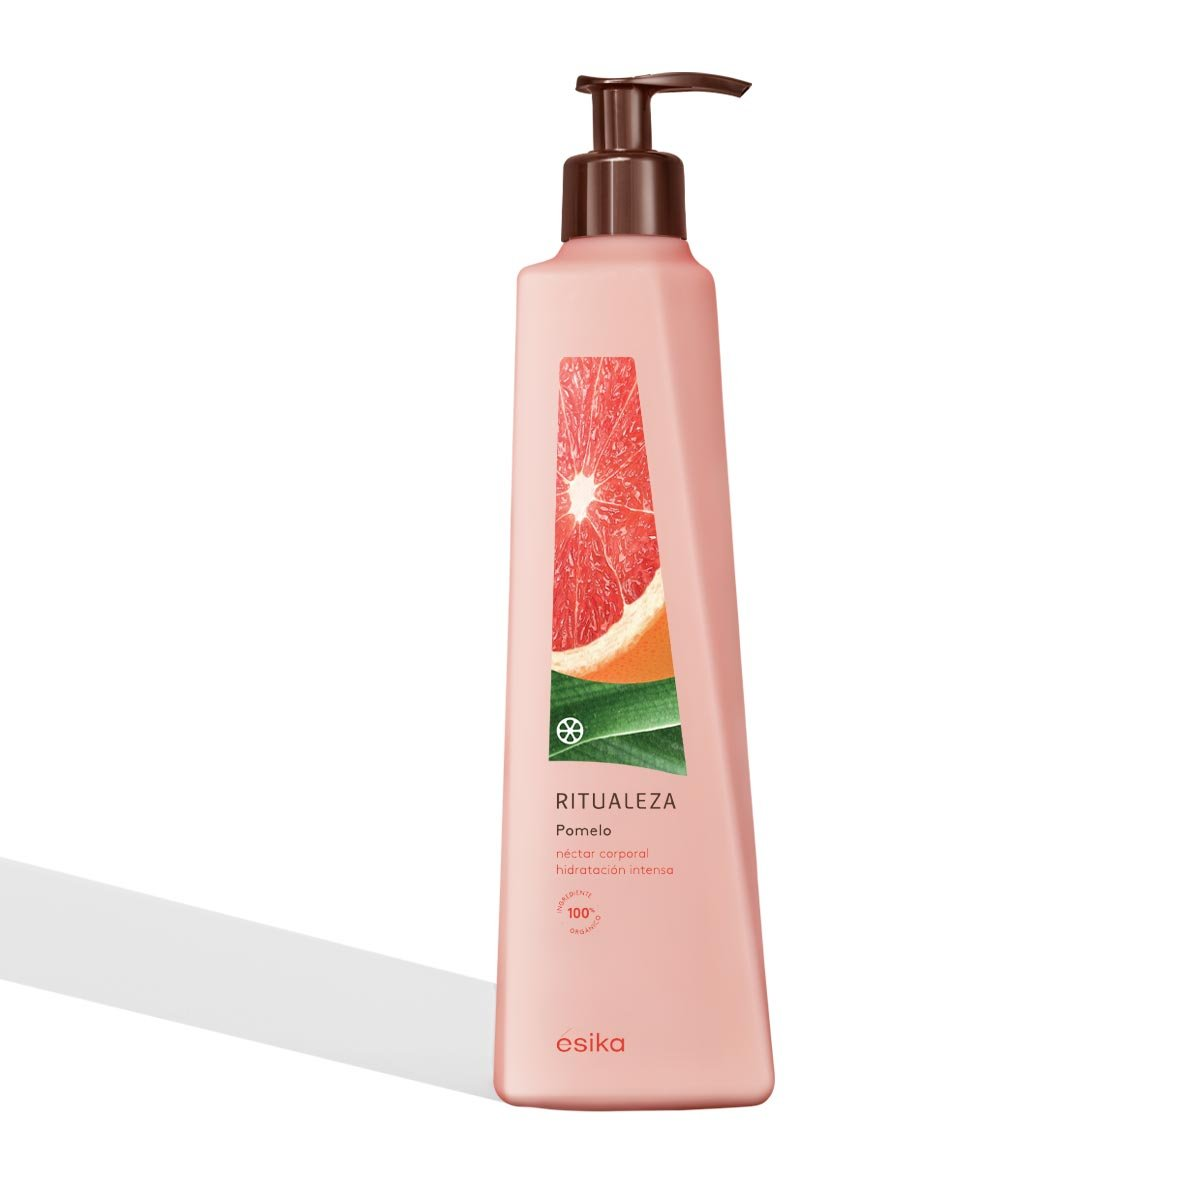 RITUALEZA
Pomelo
néctar corporal
hidratación intensa
INGREDIENTE
100%
ORGÁNICO
ésika